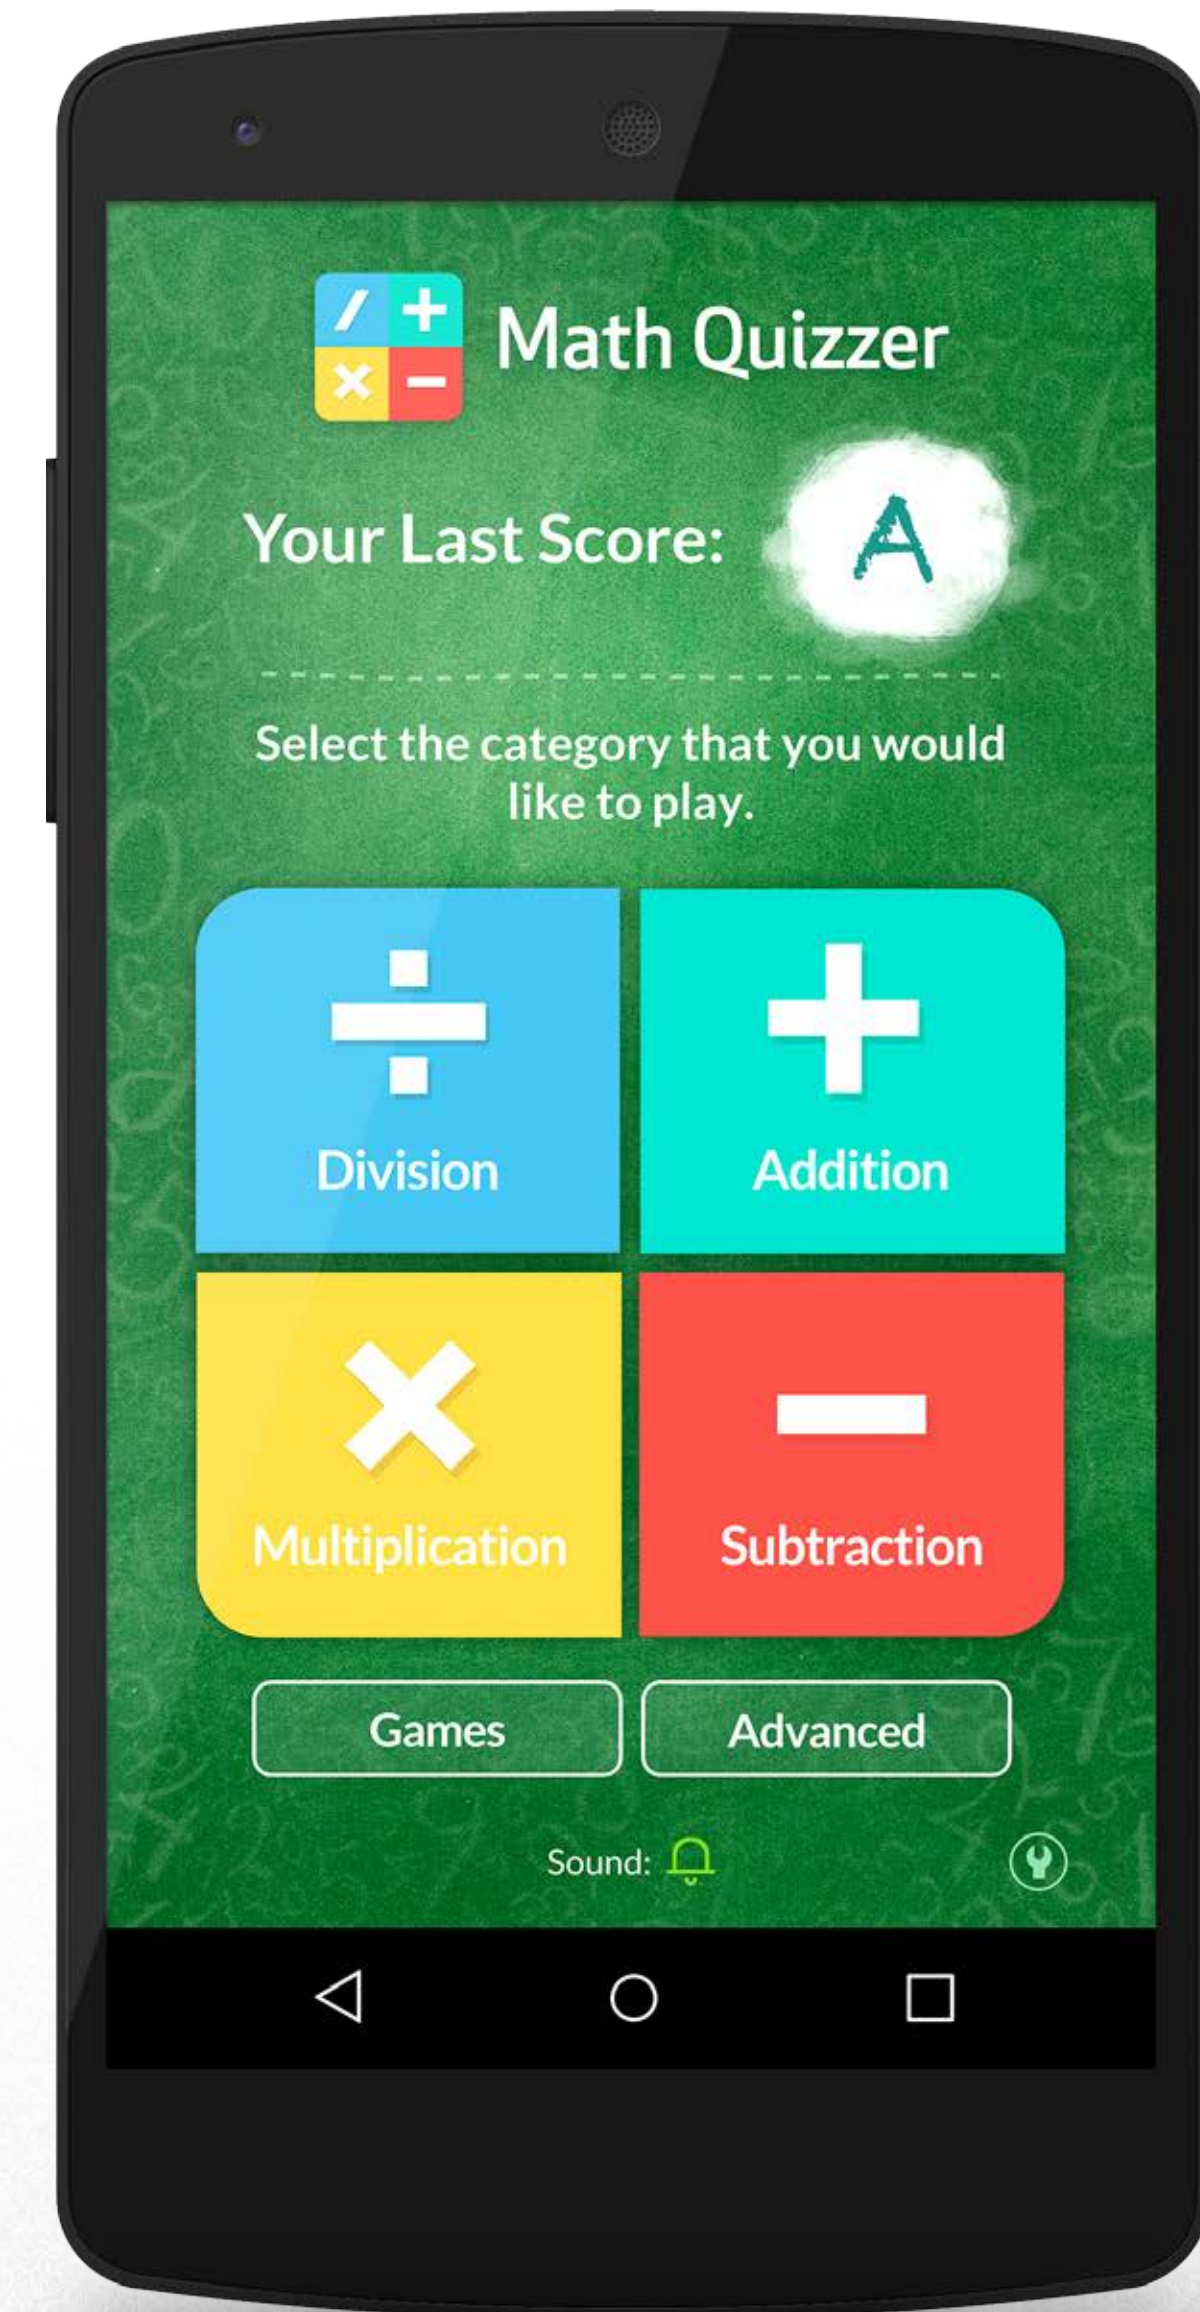 Math Quizzer
Your Last Score: A
Select the category that you would
like to play.
Division
Addition
Multiplication
Subtraction
Games
Advanced
Sound: